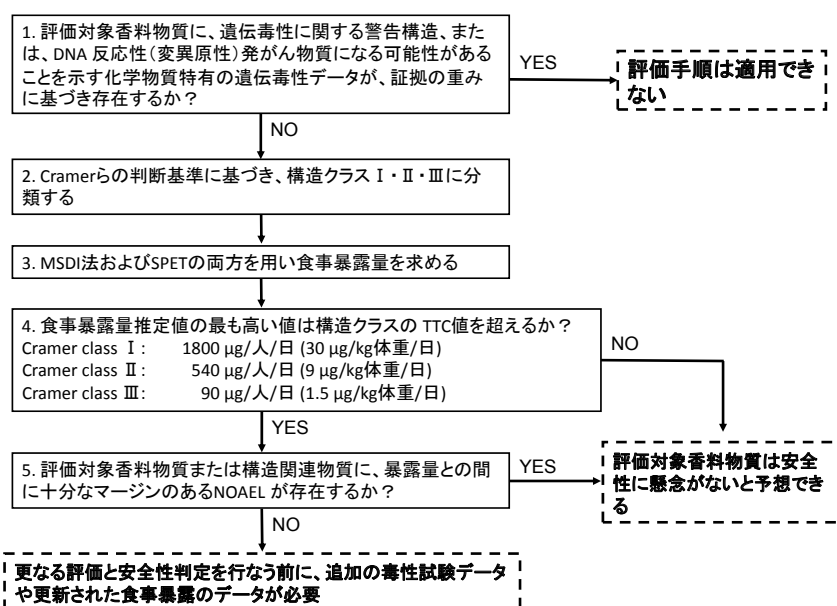 1. 評価対象香料物質に、遺伝毒性に関する警告構造、また
は、DNA 反応性(変異原性)発がん物質になる可能性がある
ことを示す化学物質特有の遺伝毒性データが、証拠の重み
に基づき存在するか?
YES
評価手順は適用でき
ない
NO
2. Cramerらの判断基準に基づき、構造クラス Ⅰ・Ⅱ・Ⅲに分
類する
3. MSDI法およびSPETの両方を用い食事暴露量を求める
4. 食事暴露量推定値の最も高い値は構造クラスの TTC値を超えるか?
Cramer class Ⅰ: 1800 µg/人/日 (30 µg/kg体重/日)
Cramer class Ⅱ: 540 µg/人/日 (9 µg/kg体重/日)
Cramer class Ⅲ: 90 µg/人/日 (1.5 µg/kg体重/日)
NO
YES
5. 評価対象香料物質または構造関連物質に、暴露量との間
に十分なマージンのあるNOAEL が存在するか?
YES
評価対象香料物質は安全
性に懸念がないと予想でき
る
NO
更なる評価と安全性判定を行なう前に、追加の毒性試験データ
や更新された食事暴露のデータが必要